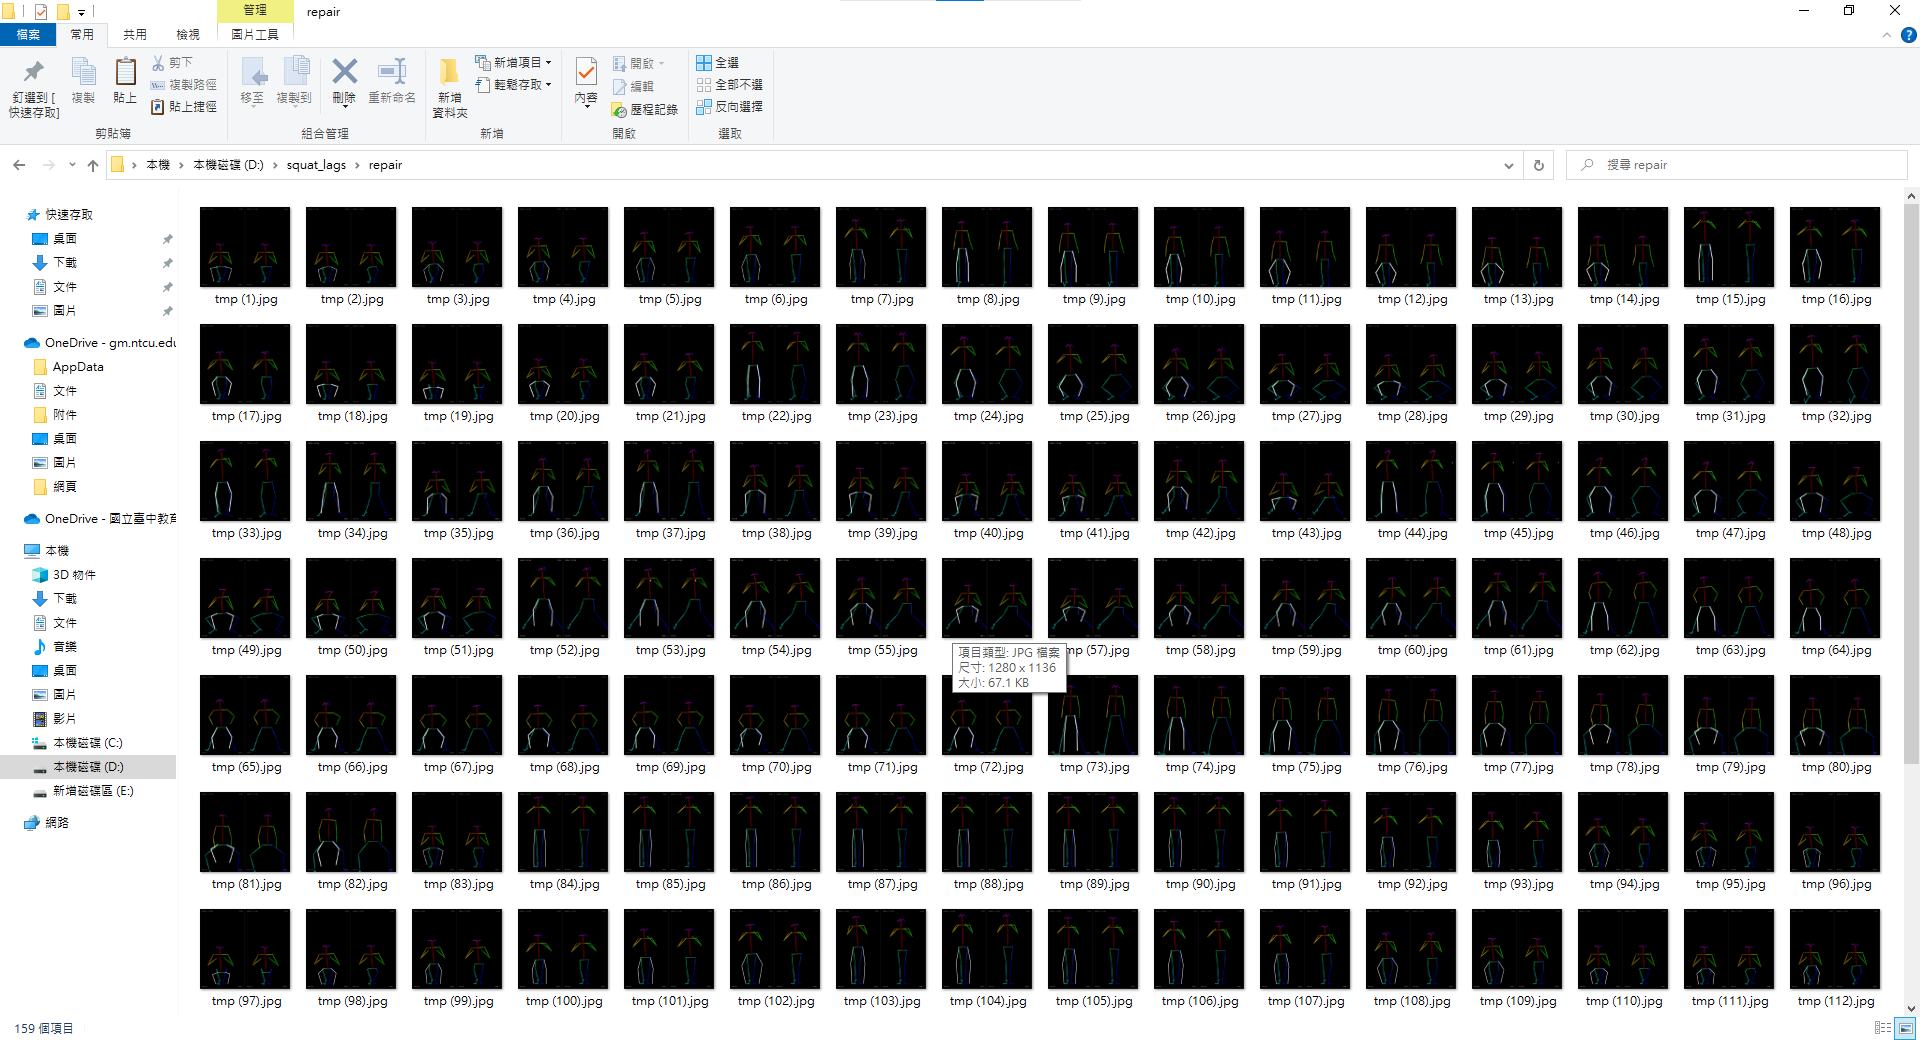 管理
repair
檔案
常用
共用
檢視
圖片工具
釘選到 [
快速存取]
複製
貼上
剪下
複製路徑
貼上捷徑
剪貼簿
移至
複製到
刪除
重新命名
組合管理
新增
資料夾
新增項目
輕鬆存取
新增
內容
開啟
編輯
歷程記錄
開啟
全選
全部不選
反向選擇
選取
本機 › 本機磁碟 (D:) › squat_lags › repair
搜尋 repair
快速存取
桌面
下載
文件
圖片
OneDrive - gm.ntcu.edu
AppData
文件
附件
桌面
圖片
網頁
OneDrive - 國立臺中教育
本機
3D 物件
下載
文件
音樂
桌面
圖片
影片
本機磁碟 (C:)
本機磁碟 (D:)
新增磁碟區 (E:)
網路
tmp (1).jpg tmp (2).jpg tmp (3).jpg tmp (4).jpg tmp (5).jpg tmp (6).jpg tmp (7).jpg tmp (8).jpg tmp (9).jpg tmp (10).jpg tmp (11).jpg tmp (12).jpg tmp (13).jpg tmp (14).jpg tmp (15).jpg tmp (16).jpg
tmp (17).jpg tmp (18).jpg tmp (19).jpg tmp (20).jpg tmp (21).jpg tmp (22).jpg tmp (23).jpg tmp (24).jpg tmp (25).jpg tmp (26).jpg tmp (27).jpg tmp (28).jpg tmp (29).jpg tmp (30).jpg tmp (31).jpg tmp (32).jpg
tmp (33).jpg tmp (34).jpg tmp (35).jpg tmp (36).jpg tmp (37).jpg tmp (38).jpg tmp (39).jpg tmp (40).jpg tmp (41).jpg tmp (42).jpg tmp (43).jpg tmp (44).jpg tmp (45).jpg tmp (46).jpg tmp (47).jpg tmp (48).jpg
tmp (49).jpg tmp (50).jpg tmp (51).jpg tmp (52).jpg tmp (53).jpg tmp (54).jpg tmp (55).jpg mp (57).jpg tmp (58).jpg tmp (59).jpg tmp (60).jpg tmp (61).jpg tmp (62).jpg tmp (63).jpg tmp (64).jpg
項目類型: JPG 檔案
尺寸: 1280 x 1136
大小: 67.1 KB
tmp (65).jpg tmp (66).jpg tmp (67).jpg tmp (68).jpg tmp (69).jpg tmp (70).jpg tmp (71).jpg tmp (72).jpg tmp (73).jpg tmp (74).jpg tmp (75).jpg tmp (76).jpg tmp (77).jpg tmp (78).jpg tmp (79).jpg tmp (80).jpg
tmp (81).jpg tmp (82).jpg tmp (83).jpg tmp (84).jpg tmp (85).jpg tmp (86).jpg tmp (87).jpg tmp (88).jpg tmp (89).jpg tmp (90).jpg tmp (91).jpg tmp (92).jpg tmp (93).jpg tmp (94).jpg tmp (95).jpg tmp (96).jpg
tmp (97).jpg tmp (98).jpg tmp (99).jpg tmp (100).jpg tmp (101).jpg tmp (102).jpg tmp (103).jpg tmp (104).jpg tmp (105).jpg tmp (106).jpg tmp (107).jpg tmp (108).jpg tmp (109).jpg tmp (110).jpg tmp (111).jpg tmp (112).jpg
159 個項目